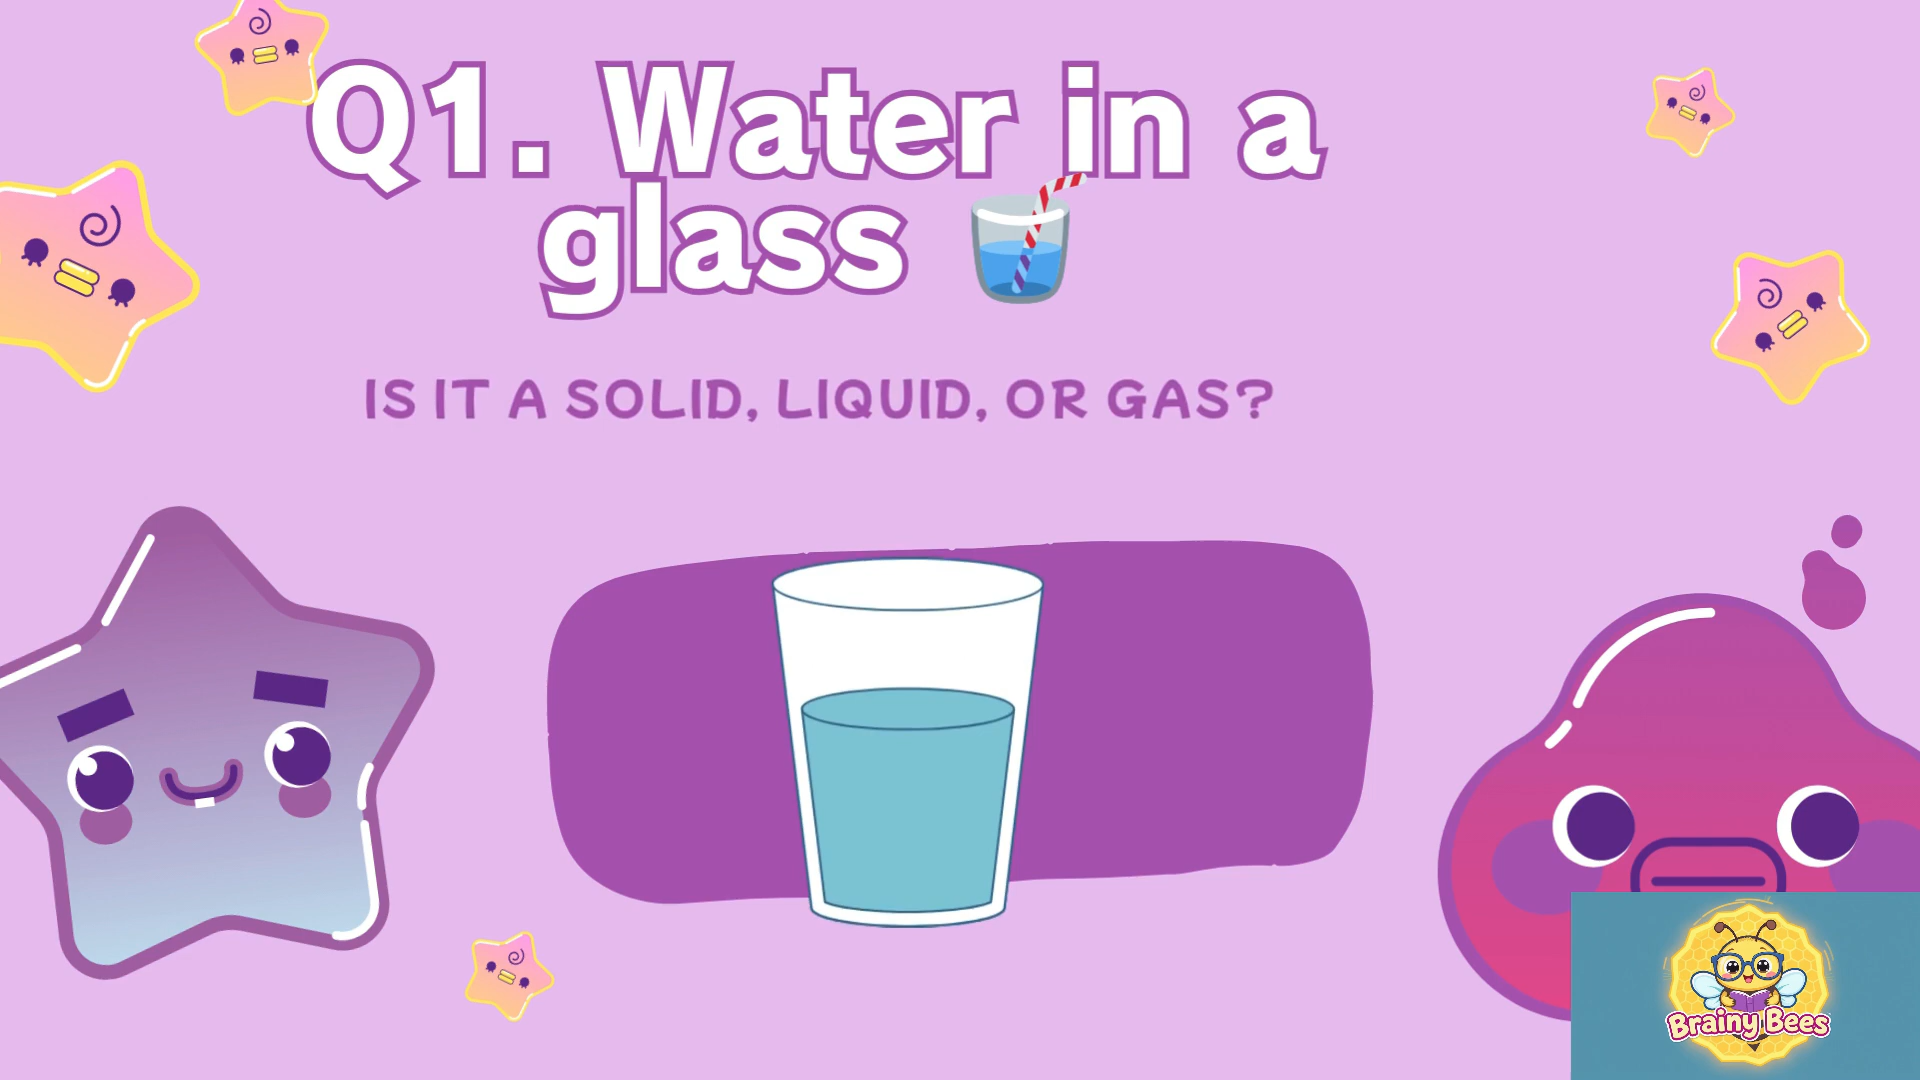 Q1. Water in a
glass
IS IT A SOLID, LIQUID, OR GAS?
Brainy Bees